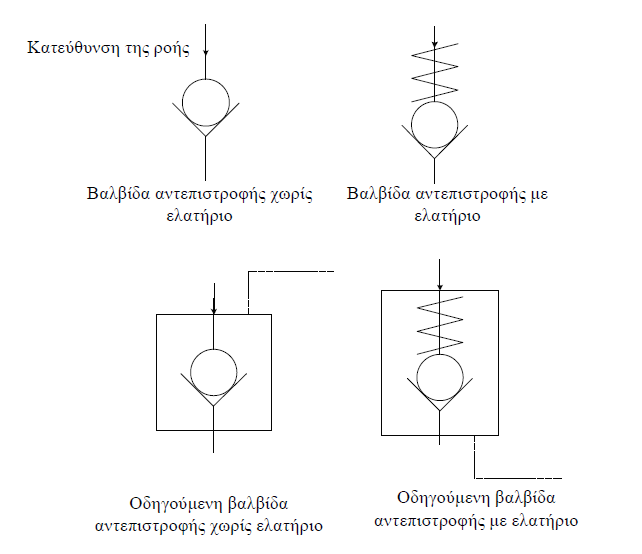 Κατεύθυνση της ροής
Βαλβίδα αντεπιστροφής χωρίς
ελατήριο
Βαλβίδα αντεπιστροφής με
ελατήριο
Οδηγούμενη βαλβίδα
αντεπιστροφής χωρίς ελατήριο
Οδηγούμενη βαλβίδα
αντεπιστροφής με ελατήριο